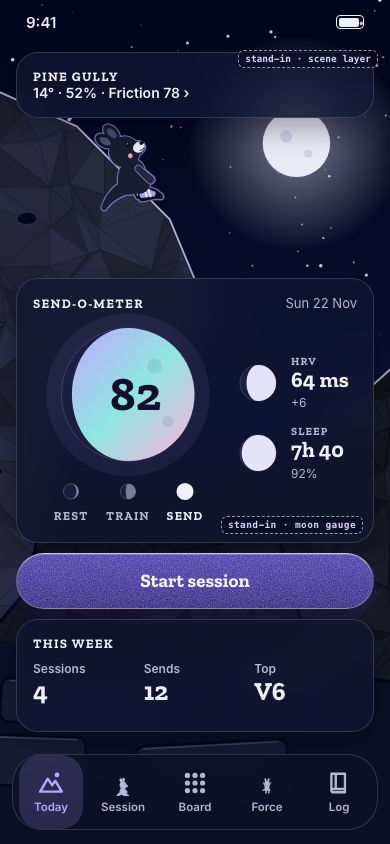 9:41
stand-in · scene layer
PINE GULLY
14° · 52% · Friction 78 ›
SEND-O-METER
Sun 22 Nov
82
HRV
64 ms
+6
SLEEP
7h 40
92%
REST TRAIN SEND
stand-in · moon gauge
Start session
THIS WEEK
Sessions Sends Top
4 12 V6
Today Session Board Force Log